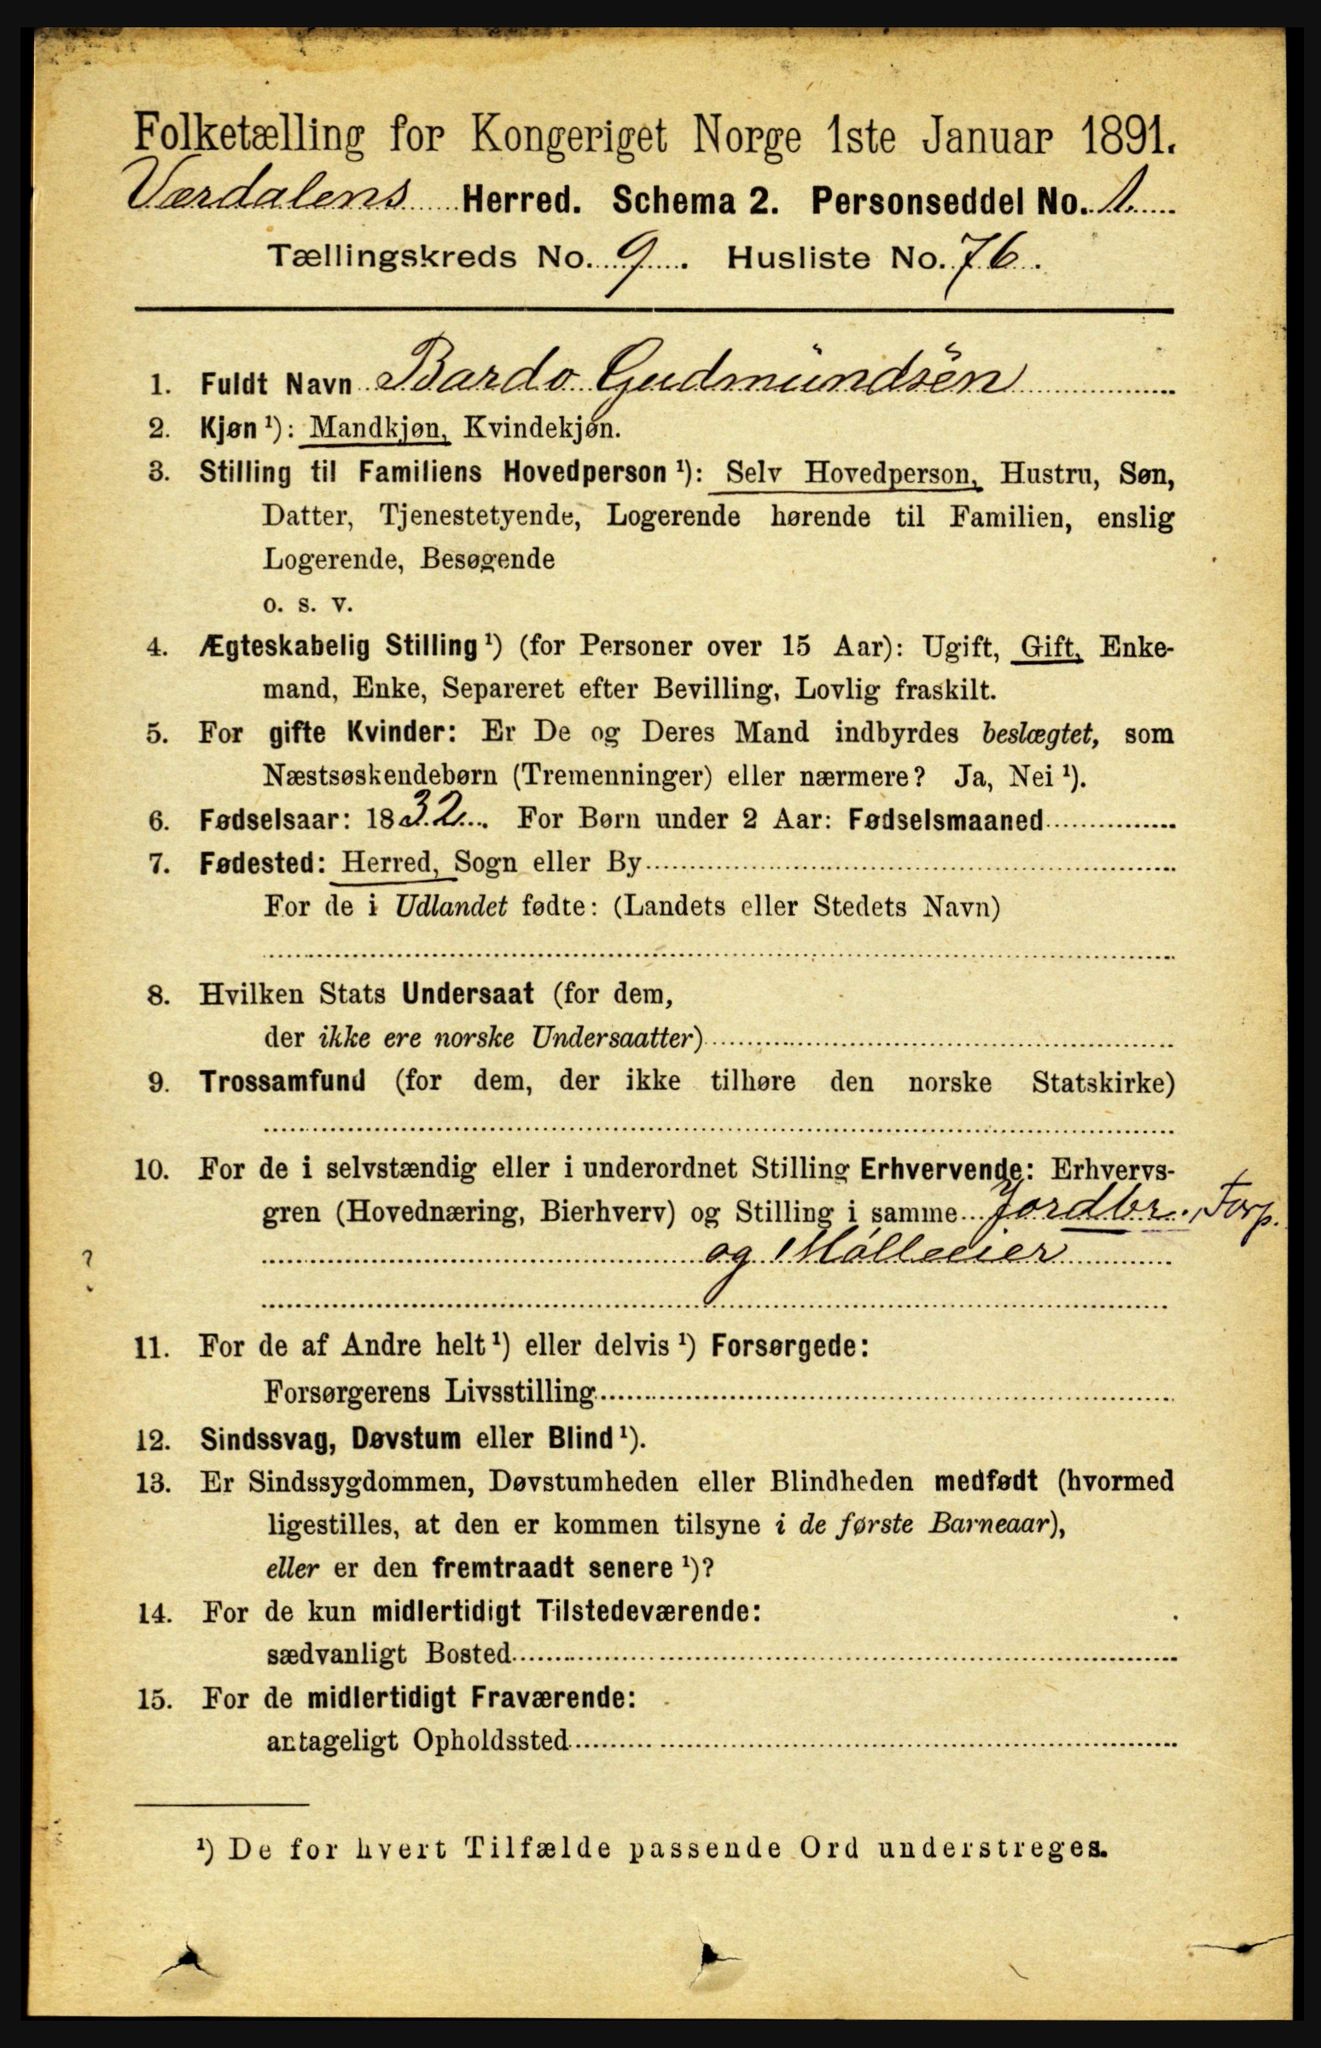 Folketælling for Kongeriget Norge 1ste Januar 1891.
Værdalens Herred. Schema 2. Personseddel No. 1.
Tællingskreds No. 9. Husliste No. 76.
1. Fuldt Navn Bardo Gudmundsen
2. Kjøn ¹): Mandkjøn, Kvindekjøn.
3. Stilling til Familiens Hovedperson ¹): Selv Hovedperson, Hustru, Søn,
Datter, Tjenestetyende, Logerende hørende til Familien, enslig
Logerende, Besøgende
o. s. v.
4. Ægteskabelig Stilling ¹) (for Personer over 15 Aar): Ugift, Gift, Enke-
mand, Enke, Separeret efter Bevilling, Lovlig fraskilt.
5. For gifte Kvinder: Er De og Deres Mand indbyrdes beslægtet, som
Næstsøskendebørn (Tremenninger) eller nærmere? Ja, Nei ¹).
6. Fødselsaar: 1832. For Børn under 2 Aar: Fødselsmaaned
7. Fødested: Herred, Sogn eller By
For de i Udlandet fødte: (Landets eller Stedets Navn)
8. Hvilken Stats Undersaat (for dem,
der ikke ere norske Undersaatter)
9. Trossamfund (for dem, der ikke tilhøre den norske Statskirke)
10. For de i selvstændig eller i underordnet Stilling Erhvervende: Erhvervs-
gren (Hovednæring, Bierhverv) og Stilling i samme Jordbr., Forp.
? og Mölleeier
11. For de af Andre helt ¹) eller delvis ¹) Forsørgede:
Forsørgerens Livsstilling
12. Sindssvag, Døvstum eller Blind ¹).
13. Er Sindssygdommen, Døvstumheden eller Blindheden medfødt (hvormed
ligestilles, at den er kommen tilsyne i de første Barneaar),
eller er den fremtraadt senere ¹)?
14. For de kun midlertidigt Tilstedeværende:
sædvanligt Bosted
15. For de midlertidigt Fraværende:
antageligt Opholdssted
¹) De for hvert Tilfælde passende Ord understreges.